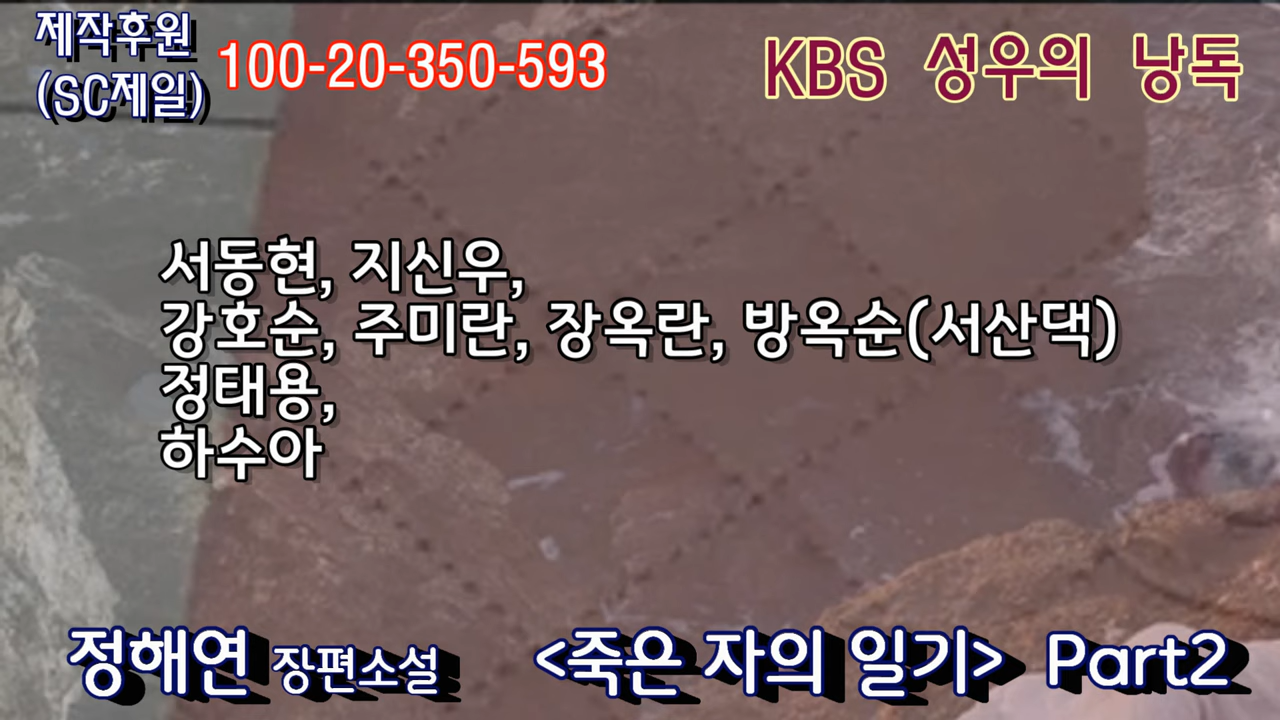 제작후원
(SC제일)
100-20-350-593
KBS 성우의 낭독
서동현, 지신우,
강호순, 주미란, 장옥란, 방옥순(서산댁)
정태용,
하수아
정해연 장편소설 <죽은 자의 일기> Part2